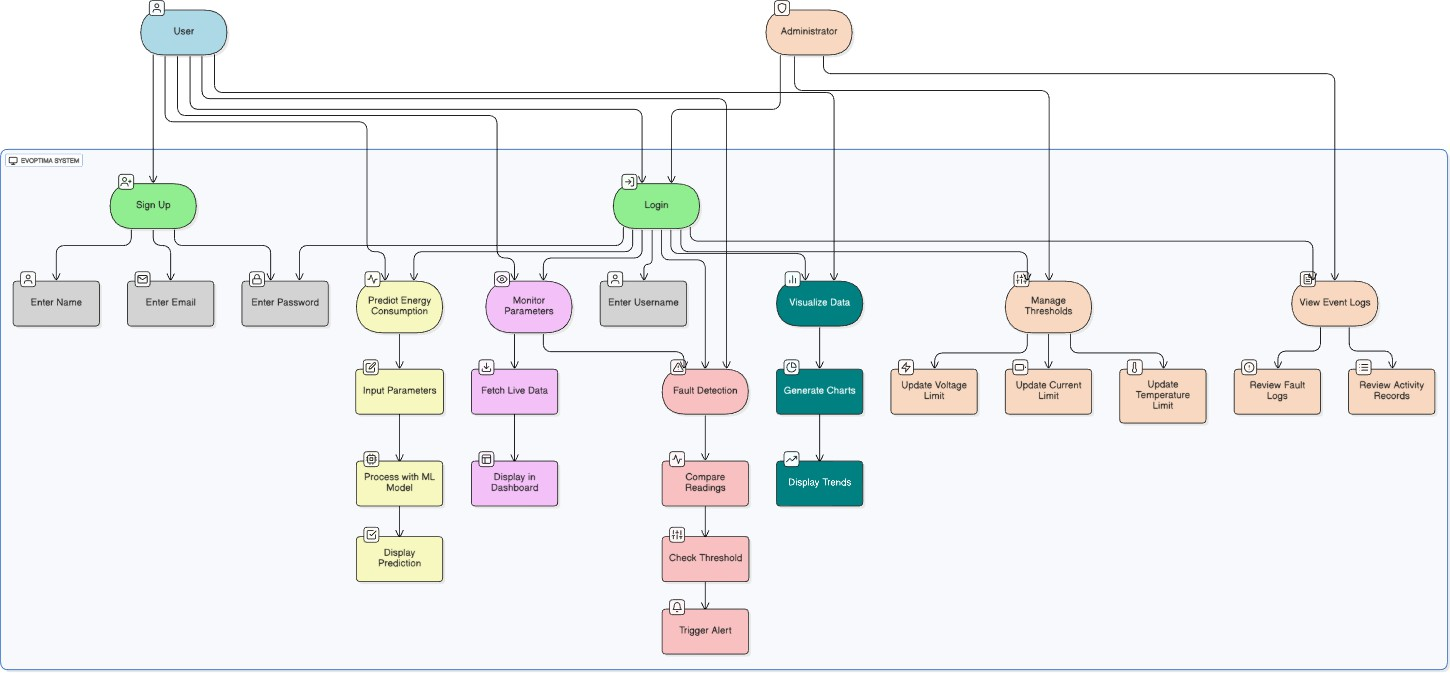 User
Administrator
EVOPTIMA SYSTEM
Sign Up
Login
Enter Name
Enter Email
Enter Password
Predict Energy
Consumption
Monitor
Parameters
Enter Username
Visualize Data
Manage
Thresholds
View Event Logs
Input Parameters
Fetch Live Data
Fault Detection
Generate Charts
Update Voltage
Limit
Update Current
Limit
Update
Temperature
Limit
Review Fault
Logs
Review Activity
Records
Process with ML
Model
Display in
Dashboard
Compare
Readings
Display Trends
Display
Prediction
Check Threshold
Trigger Alert